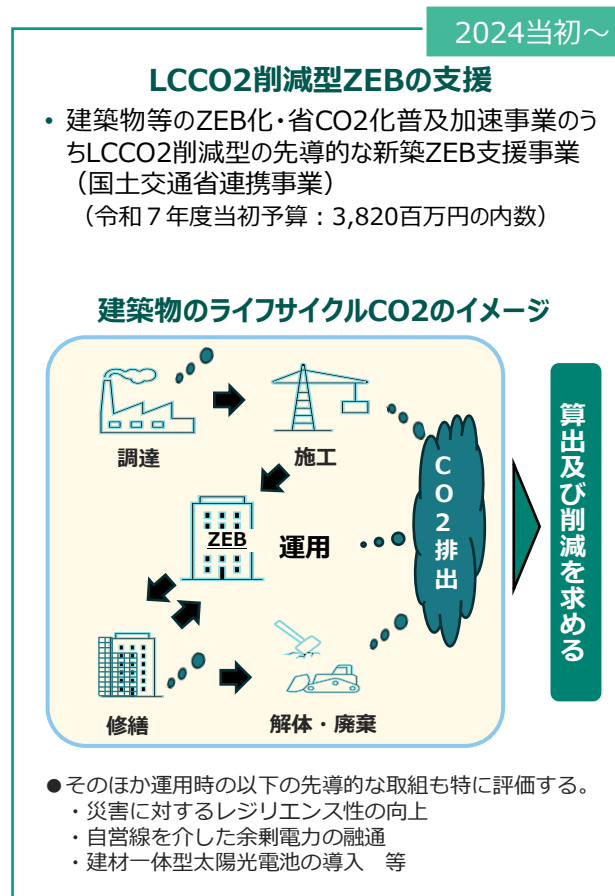 2024当初～
LCCO2削減型ZEBの支援
• 建築物等のZEB化・省CO2化普及加速事業のう
ちLCCO2削減型の先導的な新築ZEB支援事業
（国土交通省連携事業）
（令和７年度当初予算：3,820百万円の内数）
建築物のライフサイクルCO2のイメージ
調達
施工
ZEB
運用
CO2排出
修繕
解体・廃棄
算出及び削減を求める
●そのほか運用時の以下の先導的な取組も特に評価する。
・災害に対するレジリエンス性の向上
・自営線を介した余剰電力の融通
・建材一体型太陽光電池の導入　等